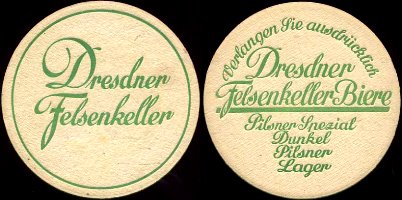 Dresdner
Felsenkeller
Verlangen Sie ausdrücklich
Dresdner
Felsenkeller Biere
Pilsner Spezial
Dunkel
Pilsner
Lager